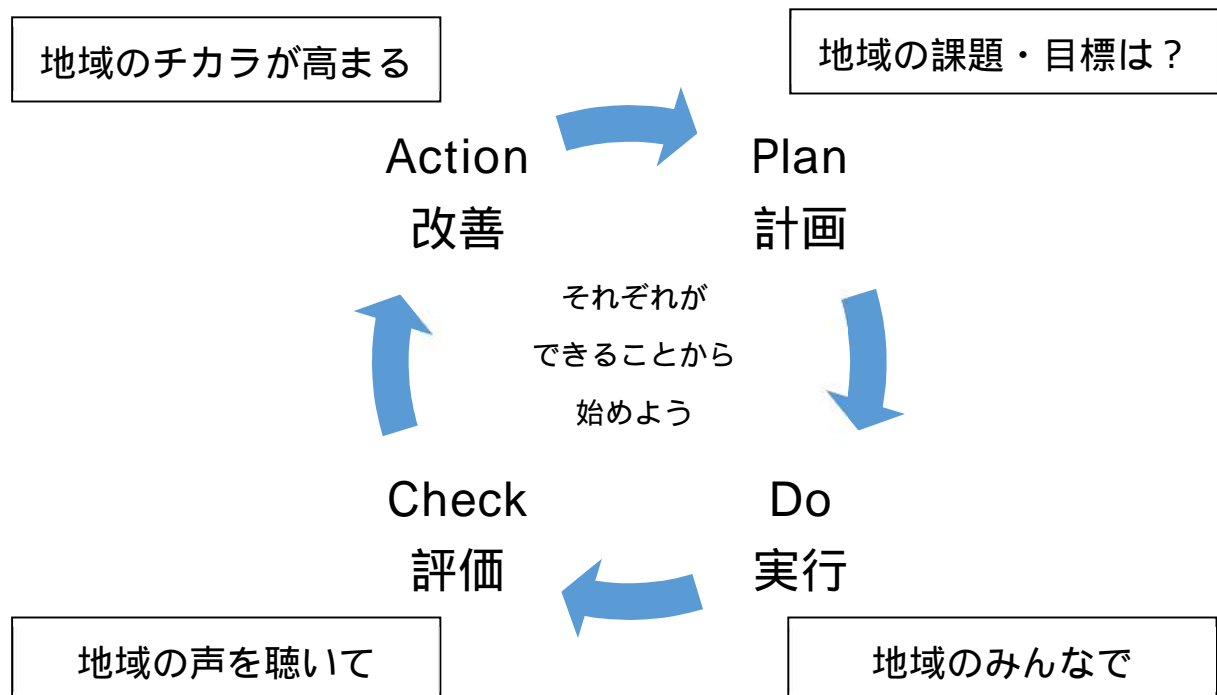 地域のチカラが高まる
地域の課題・目標は？
Action
改善
Plan
計画
それぞれが
できることから
始めよう
Check
評価
Do
実行
地域の声を聴いて
地域のみんなで